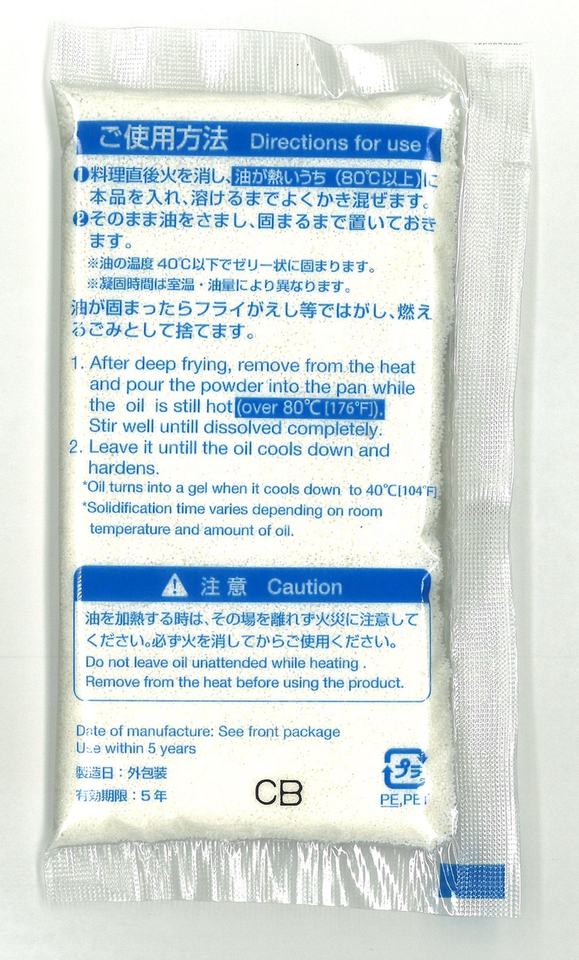 ご使用方法 Directions for use
❶料理直後火を消し、油が熱いうち（80℃以上）に
本品を入れ、溶けるまでよくかき混ぜます。
❷そのまま油をさまし、固まるまで置いておき
ます。
※油の温度40℃以下でゼリー状に固まります。
※凝固時間は室温・油量により異なります。
油が固まったらフライがえし等ではがし、燃え
るごみとして捨てます。
1. After deep frying, remove from the heat
and pour the powder into the pan while
the oil is still hot (over 80℃ [176°F]).
Stir well untill dissolved completely.
2. Leave it untill the oil cools down and
hardens.
*Oil turns into a gel when it cools down to 40℃[104°F]
*Solidification time varies depending on room
temperature and amount of oil.
注意 Caution
油を加熱する時は、その場を離れず火災に注意して
ください。必ず火を消してからご使用ください。
Do not leave oil unattended while heating .
Remove from the heat before using the product.
Date of manufacture: See front package
Use within 5 years
製造日：外包装
有効期限：5年
CB
プラ
PE,PET